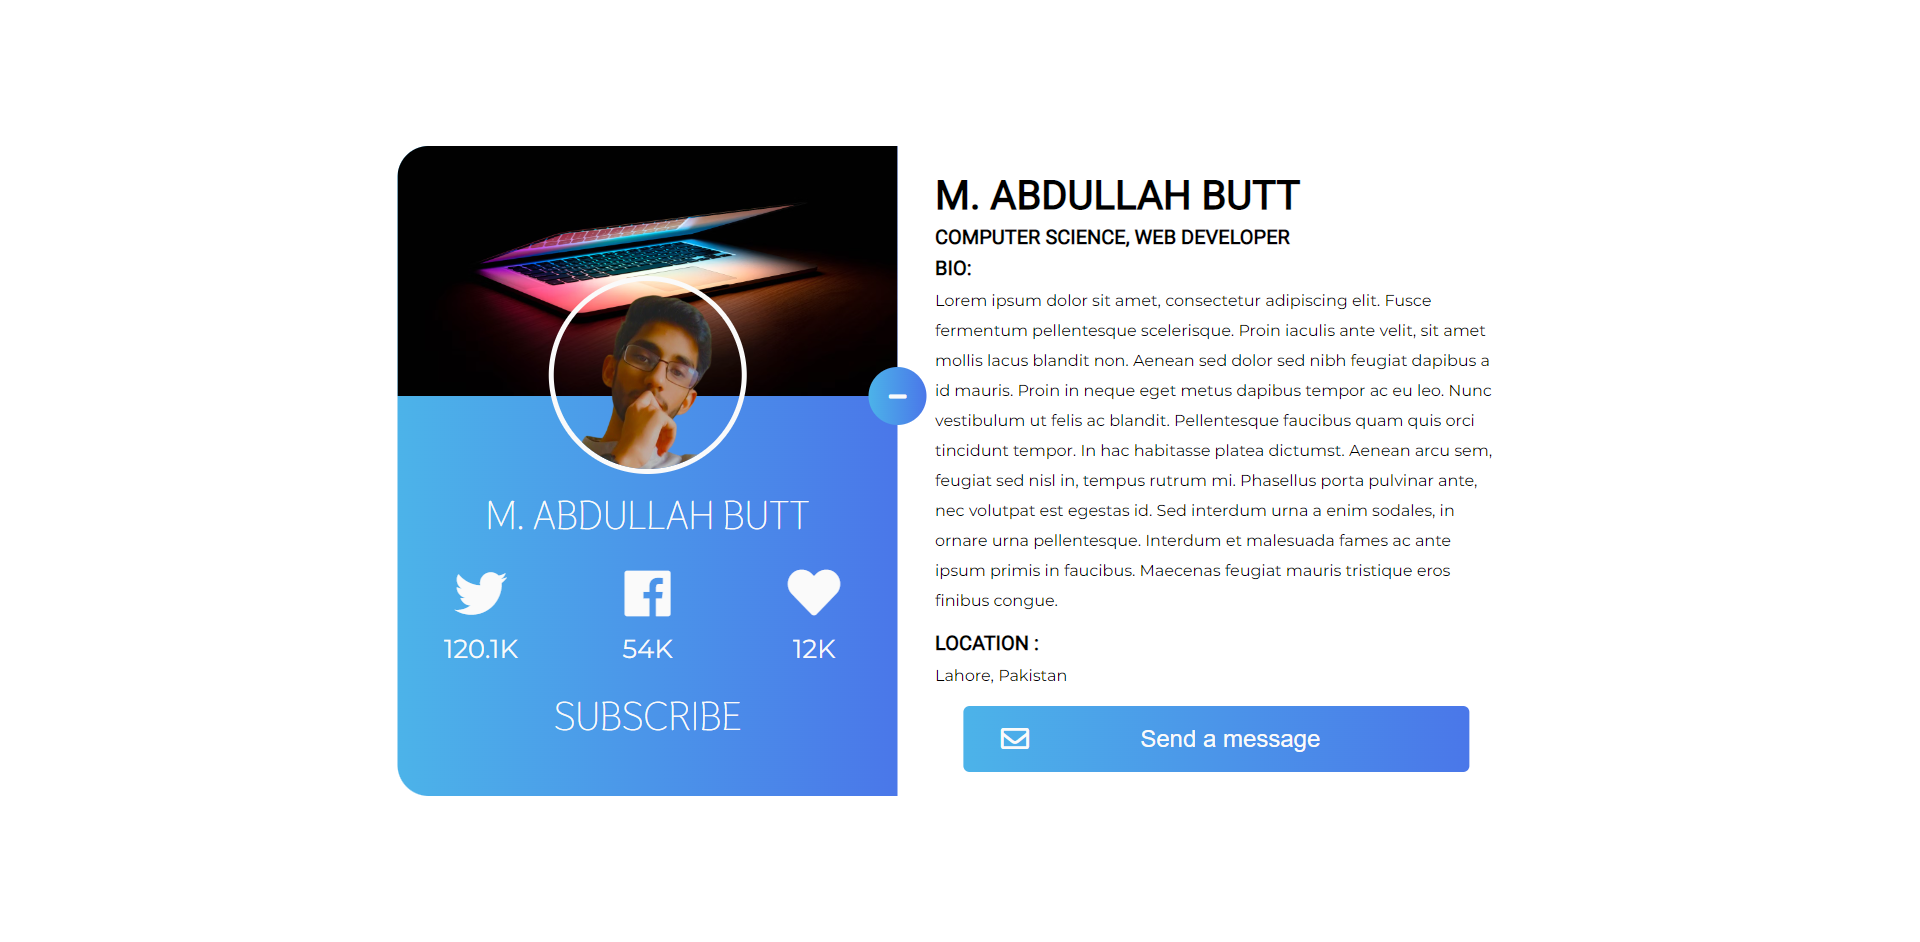 M. ABDULLAH BUTT
120.1K
54K
12K
SUBSCRIBE
M. ABDULLAH BUTT
COMPUTER SCIENCE, WEB DEVELOPER
BIO:
Lorem ipsum dolor sit amet, consectetur adipiscing elit. Fusce
fermentum pellentesque scelerisque. Proin iaculis ante velit, sit amet
mollis lacus blandit non. Aenean sed dolor sed nibh feugiat dapibus a
id mauris. Proin in neque eget metus dapibus tempor ac eu leo. Nunc
vestibulum ut felis ac blandit. Pellentesque faucibus quam quis orci
tincidunt tempor. In hac habitasse platea dictumst. Aenean arcu sem,
feugiat sed nisl in, tempus rutrum mi. Phasellus porta pulvinar ante,
nec volutpat est egestas id. Sed interdum urna a enim sodales, in
ornare urna pellentesque. Interdum et malesuada fames ac ante
ipsum primis in faucibus. Maecenas feugiat mauris tristique eros
finibus congue.
LOCATION :
Lahore, Pakistan
Send a message